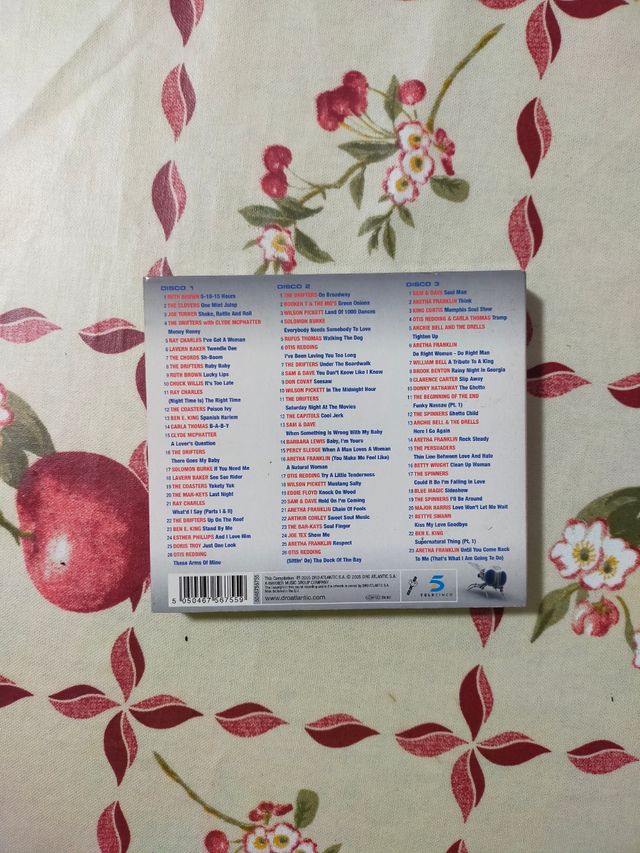 DISCO 1
1 RUTH BROWN 5-10-15 Hours
2 THE CLOVERS One Mint Julep
3 JOE TURNER Shake, Rattle And Roll
4 THE DRIFTERS with CLYDE MCPHATTER
Money Honey
5 RAY CHARLES I've Got A Woman
6 LAVERN BAKER Tweedle Dee
7 THE CHORDS Sh-Boom
8 THE DRIFTERS Ruby Baby
9 RUTH BROWN Lucky Lips
10 CHUCK WILLIS It's Too Late
11 RAY CHARLES
(Night Time Is) The Right Time
12 THE COASTERS Poison Ivy
13 BEN E. KING Spanish Harlem
14 CARLA THOMAS B-A-B-Y
15 CLYDE MCPHATTER
A Lover's Question
16 THE DRIFTERS
There Goes My Baby
17 SOLOMON BURKE If You Need Me
18 LAVERN BAKER See See Rider
19 THE COASTERS Yakety Yak
20 THE MAR-KEYS Last Night
21 RAY CHARLES
What'd I Say (Parts I & II)
22 THE DRIFTERS Up On The Roof
23 BEN E. KING Stand By Me
24 ESTHER PHILLIPS And I Love Him
25 DORIS TROY Just One Look
26 OTIS REDDING
These Arms Of Mine
DISCO 2
1 THE DRIFTERS On Broadway
2 BOOKER T & THE MG'S Green Onions
3 WILSON PICKETT Land Of 1000 Dances
4 SOLOMON BURKE
Everybody Needs Somebody To Love
5 RUFUS THOMAS Walking The Dog
6 OTIS REDDING
I've Been Loving You Too Long
7 THE DRIFTERS Under The Boardwalk
8 SAM & DAVE You Don't Know Like I Know
9 DON COVAY Seesaw
10 WILSON PICKETT In The Midnight Hour
11 THE DRIFTERS
Saturday Night At The Movies
12 THE CAPITOLS Cool Jerk
13 SAM & DAVE
When Something Is Wrong With My Baby
14 BARBARA LEWIS Baby, I'm Yours
15 PERCY SLEDGE When A Man Loves A Woman
16 ARETHA FRANKLIN (You Make Me Feel Like)
A Natural Woman
17 OTIS REDDING Try A Little Tenderness
18 WILSON PICKETT Mustang Sally
19 EDDIE FLOYD Knock On Wood
20 SAM & DAVE Hold On I'm Coming
21 ARETHA FRANKLIN Chain Of Fools
22 ARTHUR CONLEY Sweet Soul Music
23 THE BAR-KAYS Soul Finger
24 JOE TEX Show Me
25 ARETHA FRANKLIN Respect
26 OTIS REDDING
(Sittin' On) The Dock Of The Bay
DISCO 3
1 SAM & DAVE Soul Man
2 ARETHA FRANKLIN Think
3 KING CURTIS Memphis Soul Stew
4 OTIS REDDING & CARLA THOMAS Tramp
5 ARCHIE BELL AND THE DRELLS
Tighten Up
6 ARETHA FRANKLIN
Do Right Woman - Do Right Man
7 WILLIAM BELL A Tribute To A King
8 BROOK BENTON Rainy Night In Georgia
9 CLARENCE CARTER Slip Away
10 DONNY HATHAWAY The Ghetto
11 THE BEGINNING OF THE END
Funky Nassau (Pt. 1)
12 THE SPINNERS Ghetto Child
13 ARCHIE BELL & THE DRELLS
Here I Go Again
14 ARETHA FRANKLIN Rock Steady
15 THE PERSUADERS
Thin Line Between Love And Hate
16 BETTY WRIGHT Clean Up Woman
17 THE SPINNERS
Could It Be I'm Falling In Love
18 BLUE MAGIC Sideshow
19 THE SPINNERS I'll Be Around
20 MAJOR HARRIS Love Won't Let Me Wait
21 BETTYE SWANN
Kiss My Love Goodbye
22 BEN E. KING
Supernatural Thing (Pt. 1)
23 ARETHA FRANKLIN Until You Come Back
To Me (That's What I Am Going To Do)
5 050467 567559
This Compilation ℗ 2005 DRO ATLANTIC S.A. © 2005 DRO ATLANTIC, S.A.
A WARNER MUSIC GROUP COMPANY
www.droatlantic.com
5
TELECINCO